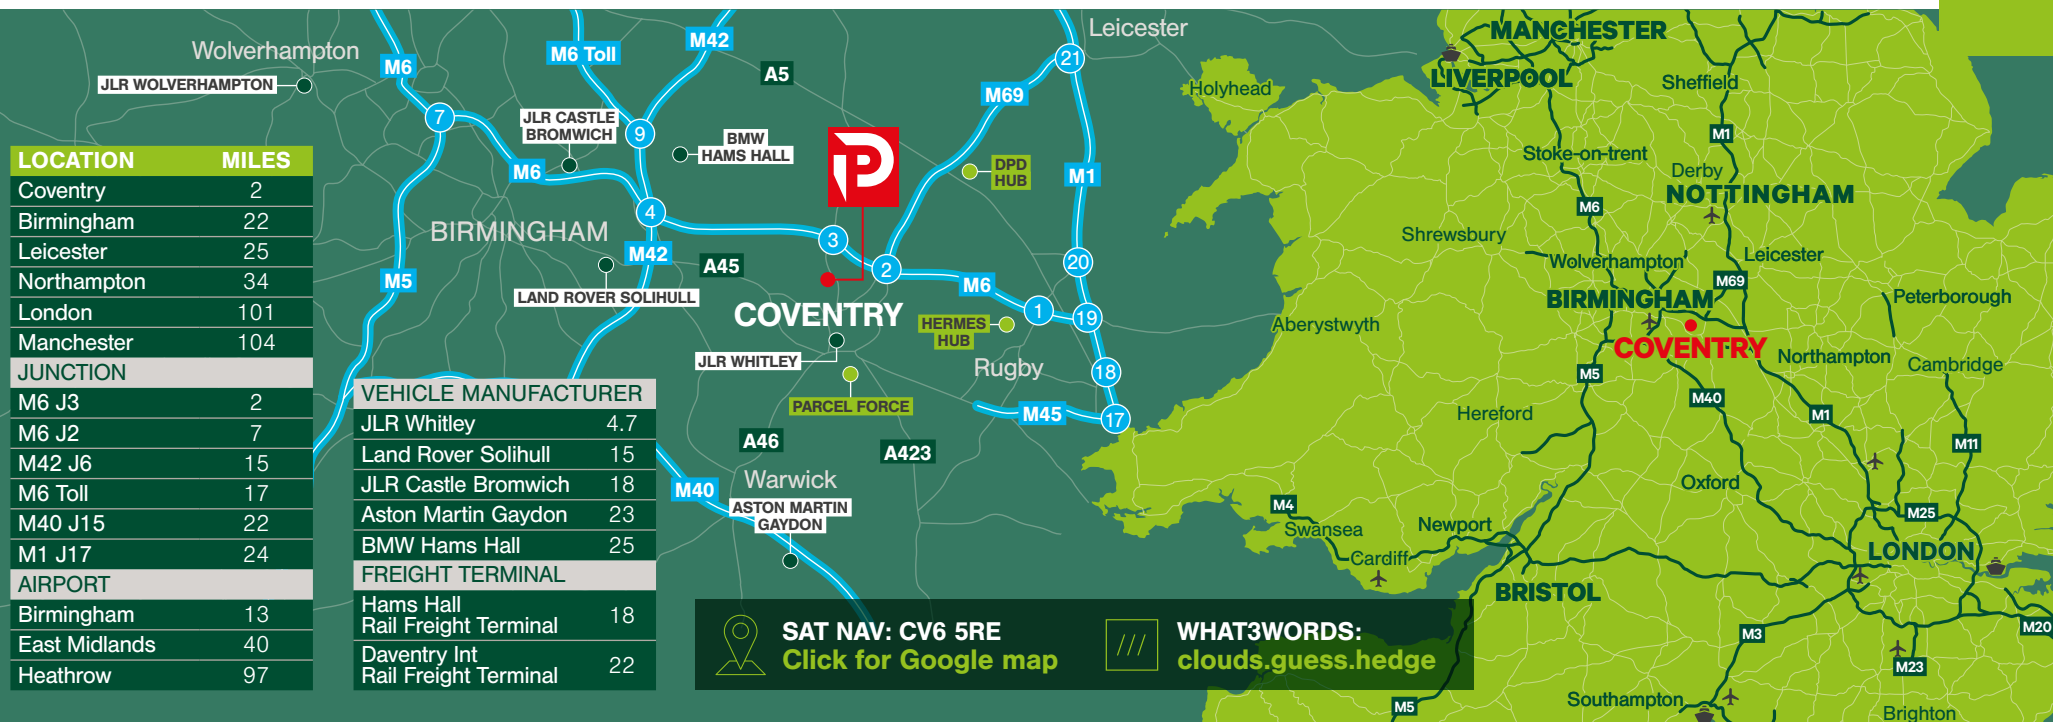 LOCATION MILES
Coventry 2
Birmingham 22
Leicester 25
Northampton 34
London 101
Manchester 104
JUNCTION
M6 J3 2
M6 J2 7
M42 J6 15
M6 Toll 17
M40 J15 22
M1 J17 24
AIRPORT
Birmingham 13
East Midlands 40
Heathrow 97
VEHICLE MANUFACTURER
JLR Whitley 4.7
Land Rover Solihull 15
JLR Castle Bromwich 18
Aston Martin Gaydon 23
BMW Hams Hall 25
FREIGHT TERMINAL
Hams Hall
Rail Freight Terminal 18
Daventry Int
Rail Freight Terminal 22
Wolverhampton
JLR WOLVERHAMPTON
M6
M6 Toll
M42
A5
Leicester
21
M69
7
JLR CASTLE
BROMWICH
9
BMW
HAMS HALL
P
DPD
HUB
M1
M6
4
BIRMINGHAM
3
M42
A45
2
20
M5
LAND ROVER SOLIHULL
M6
COVENTRY
1
19
HERMES
HUB
JLR WHITLEY
Rugby
18
PARCEL FORCE
M45
17
A46
A423
Warwick
M40
ASTON MARTIN
GAYDON
SAT NAV: CV6 5RE
Click for Google map
///
WHAT3WORDS:
clouds.guess.hedge
MANCHESTER
LIVERPOOL
Sheffield
Holyhead
M1
Stoke-on-trent
Derby
NOTTINGHAM
M6
Shrewsbury
Wolverhampton
Leicester
M69
BIRMINGHAM
Peterborough
Aberystwyth
COVENTRY
Northampton
Cambridge
M5
M40
Hereford
M1
M11
Oxford
M4
Swansea
Newport
M25
Cardiff
LONDON
BRISTOL
M3
M20
M23
Southampton
M5
Brighton